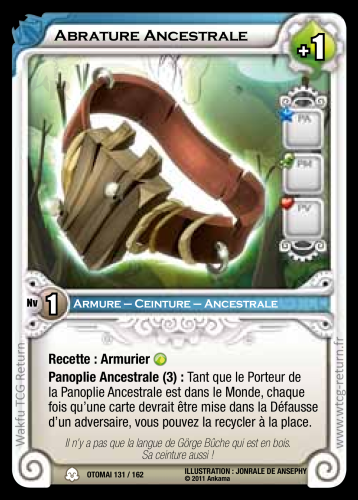 Abrature Ancestrale
+1
PA
PM
PV
Nv 1
Armure – Ceinture – Ancestrale
Recette : Armurier
Panoplie Ancestrale (3) : Tant que le Porteur de
la Panoplie Ancestrale est dans le Monde, chaque
fois qu'une carte devrait être mise dans la Défausse
d'un adversaire, vous pouvez la recycler à la place.
Il n'y a pas que la langue de Görge Bûche qui est en bois.
Sa ceinture aussi !
OTOMAI 131 / 162
ILLUSTRATION : JONRALE DE ANSEPHY
© 2011 Ankama
Wakfu TCG Return
www.wtcg-return.fr